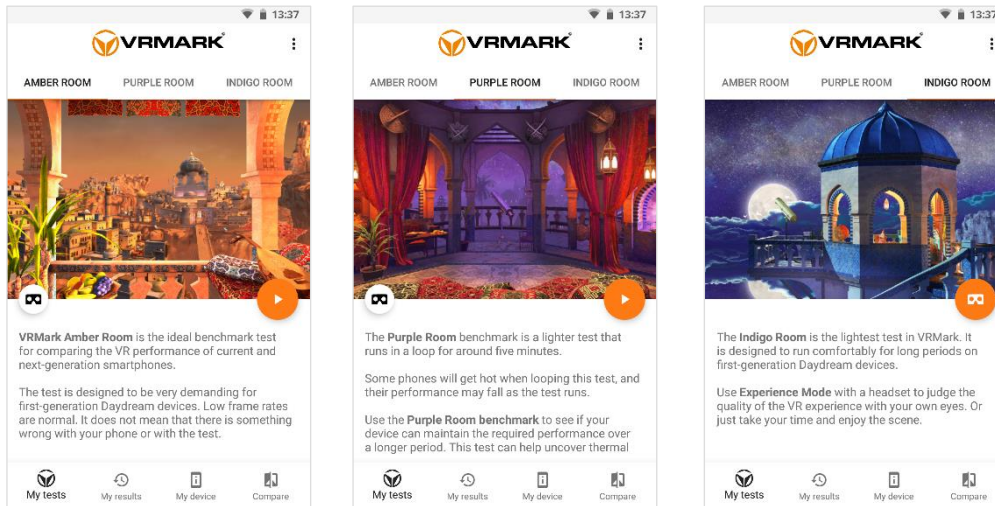 13:37
VRMARK
AMBER ROOM PURPLE ROOM INDIGO ROOM
VRMark Amber Room is the ideal benchmark test
for comparing the VR performance of current and
next-generation smartphones.
The test is designed to be very demanding for
first-generation Daydream devices. Low frame rates
are normal. It does not mean that there is something
wrong with your phone or with the test.
My tests My results My device Compare
13:37
VRMARK
AMBER ROOM PURPLE ROOM INDIGO ROOM
The Purple Room benchmark is a lighter test that
runs in a loop for around five minutes.
Some phones will get hot when looping this test, and
their performance may fall as the test runs.
Use the Purple Room benchmark to see if your
device can maintain the required performance over
a longer period. This test can help uncover thermal
My tests My results My device Compare
13:37
VRMARK
AMBER ROOM PURPLE ROOM INDIGO ROOM
The Indigo Room is the lightest test in VRMark. It
is designed to run comfortably for long periods on
first-generation Daydream devices.
Use Experience Mode with a headset to judge the
quality of the VR experience with your own eyes. Or
just take your time and enjoy the scene.
My tests My results My device Compare